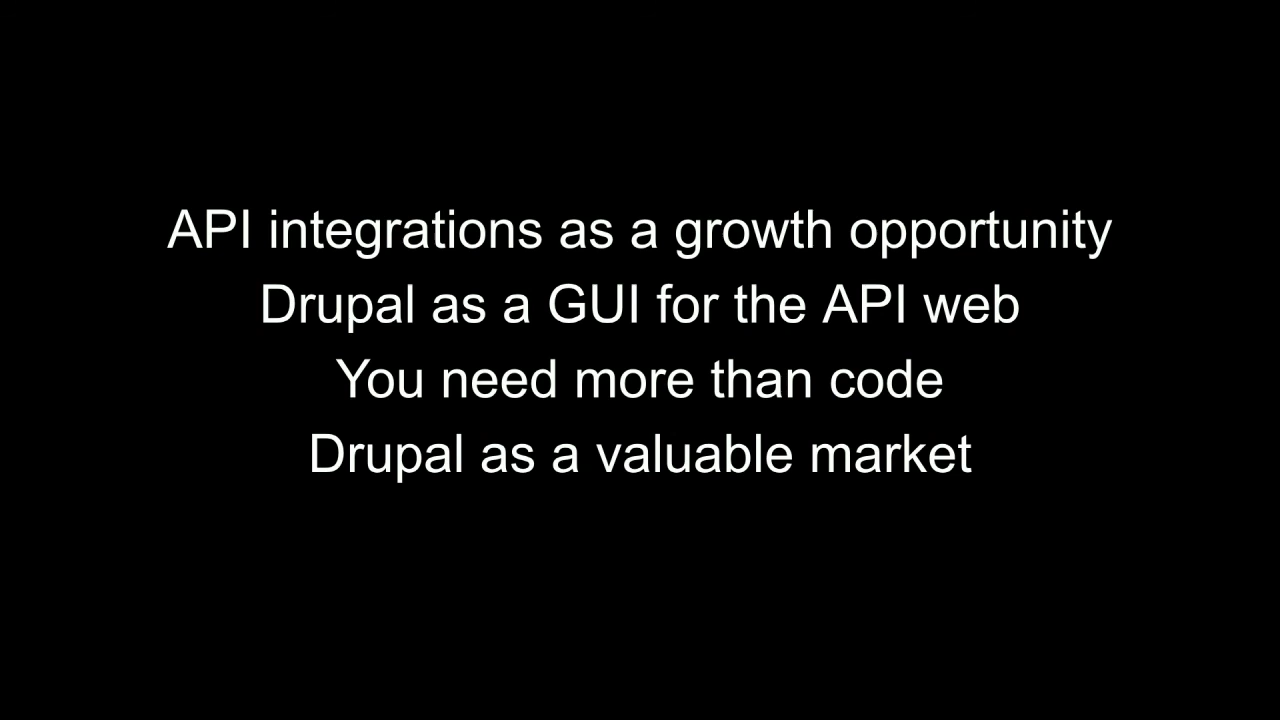 API integrations as a growth opportunity
Drupal as a GUI for the API web
You need more than code
Drupal as a valuable market